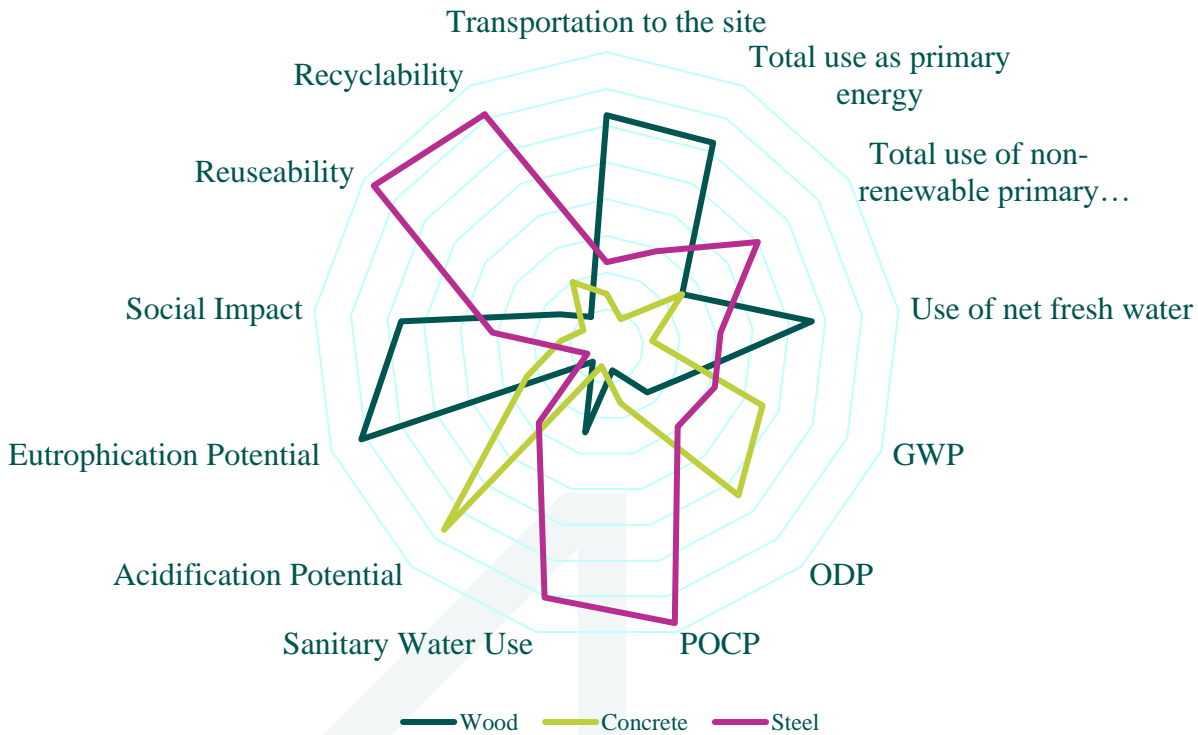 Transportation to the site
Total use as primary
energy
Total use of non-
renewable primary…
Use of net fresh water
GWP
ODP
POCP
Sanitary Water Use
Acidification Potential
Eutrophication Potential
Social Impact
Reuseability
Recyclability
Wood
Concrete
Steel